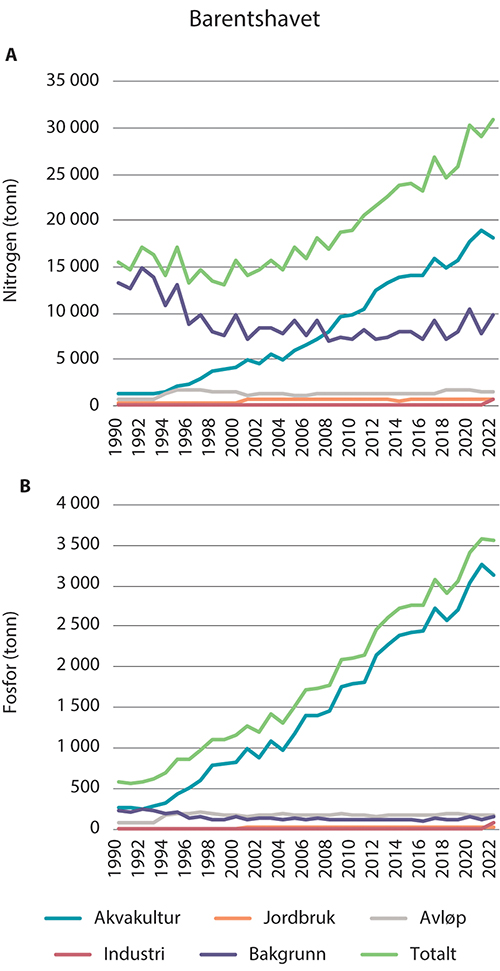 Barentshavet
A
Nitrogen (tonn)
35 000
30 000
25 000
20 000
15 000
10 000
5 000
0
1990 1992 1994 1996 1998 2000 2002 2004 2006 2008 2010 2012 2014 2016 2018 2020 2022
B
Fosfor (tonn)
4 000
3 500
3 000
2 500
2 000
1 500
1 000
500
0
1990 1992 1994 1996 1998 2000 2002 2004 2006 2008 2010 2012 2014 2016 2018 2020 2022
Akvakultur Jordbruk Avløp
Industri Bakgrunn Totalt